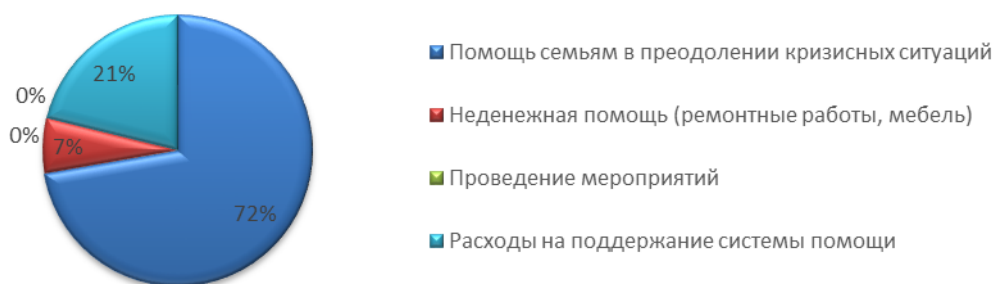 21%
0%
0%
7%
72%
Помощь семьям в преодолении кризисных ситуаций
Неденежная помощь (ремонтные работы, мебель)
Проведение мероприятий
Расходы на поддержание системы помощи